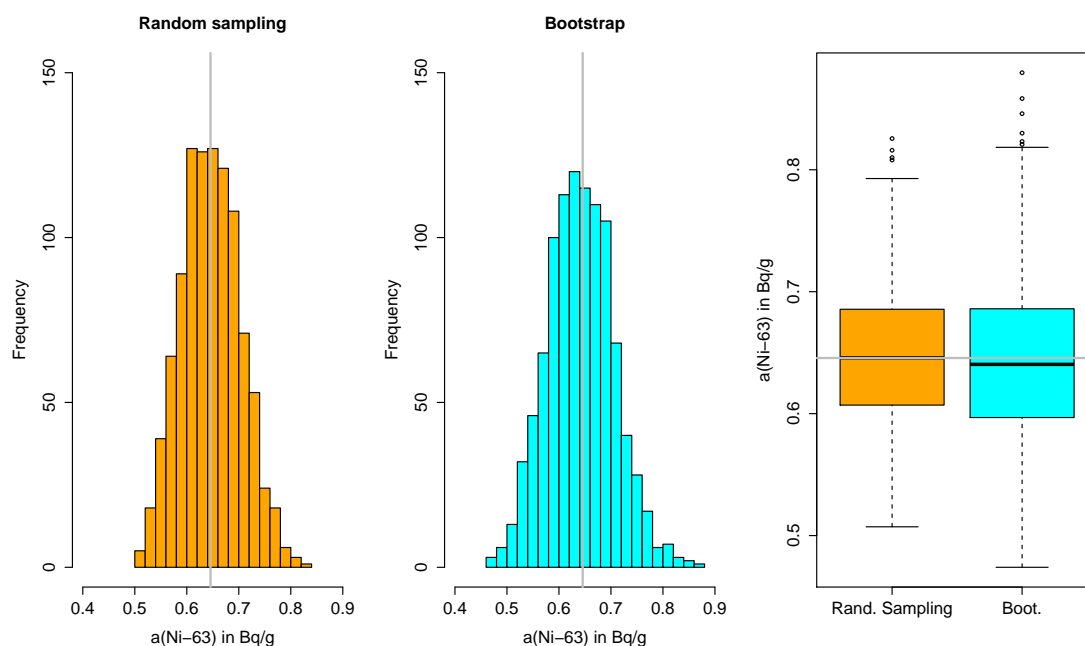 Random sampling
Frequency
150
100
50
0
0.4 0.5 0.6 0.7 0.8 0.9
a(Ni−63) in Bq/g
Bootstrap
Frequency
150
100
50
0
0.4 0.5 0.6 0.7 0.8 0.9
a(Ni−63) in Bq/g
a(Ni−63) in Bq/g
0.8
0.7
0.6
0.5
Rand. Sampling Boot.